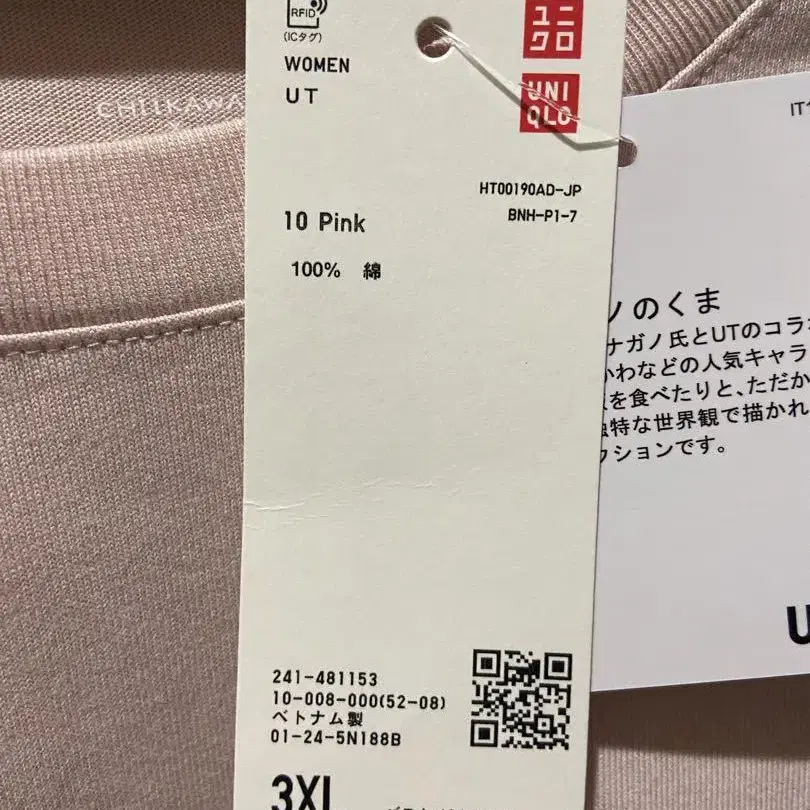 RFID
(ICタグ)
WOMEN
UT
ユニ
クロ
UNI
QLO
HT00190AD-JP
BNH-P1-7
10 Pink
100% 綿
241-481153
10-008-000(52-08)
ベトナム製
01-24-5N188B
3XL
CHIIKAWA
IT
ノのくま
ナガノ氏とUTのコラ
かわなどの人気キャラ
を食べたりと、ただか
独特な世界観で描かれ
クションです。
U